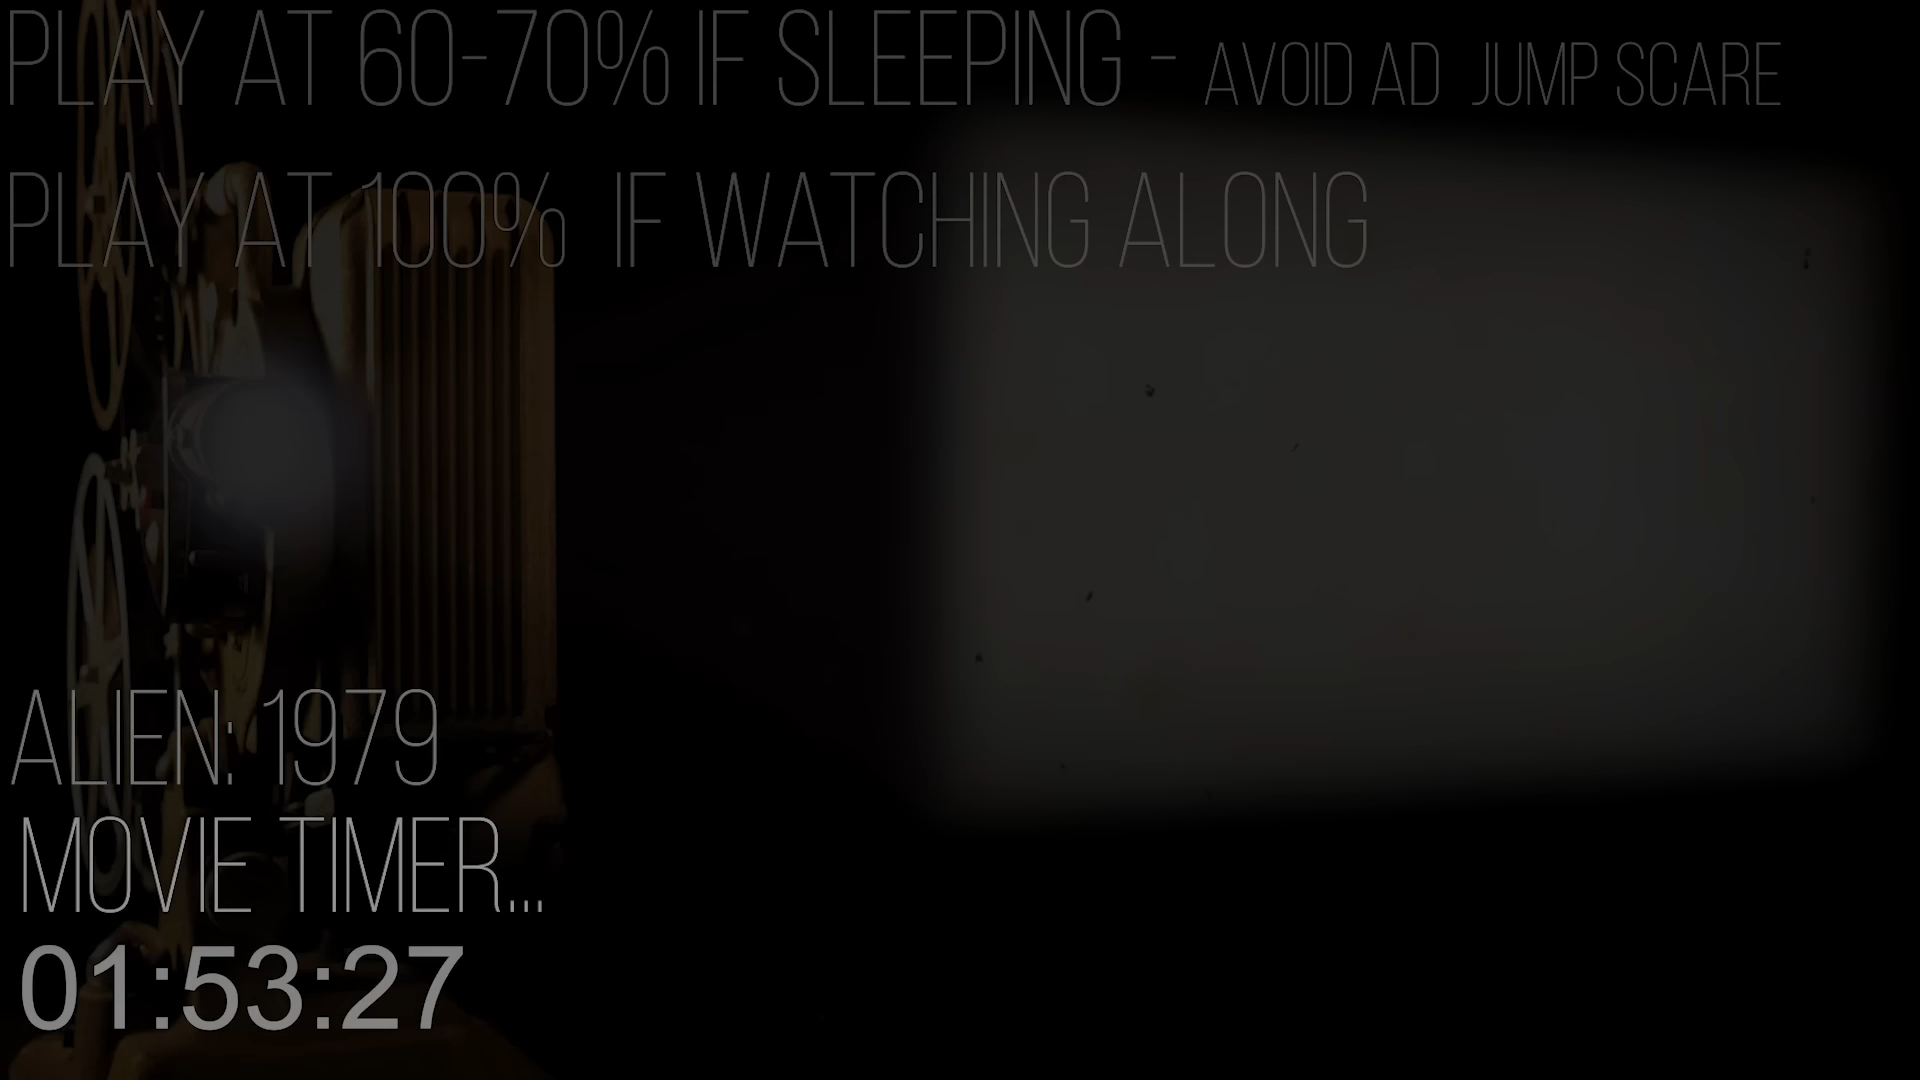 PLAY AT 60-70% IF SLEEPING - AVOID AD JUMP SCARE
PLAY AT 100% IF WATCHING ALONG
ALIEN: 1979
MOVIE TIMER...
01:53:27